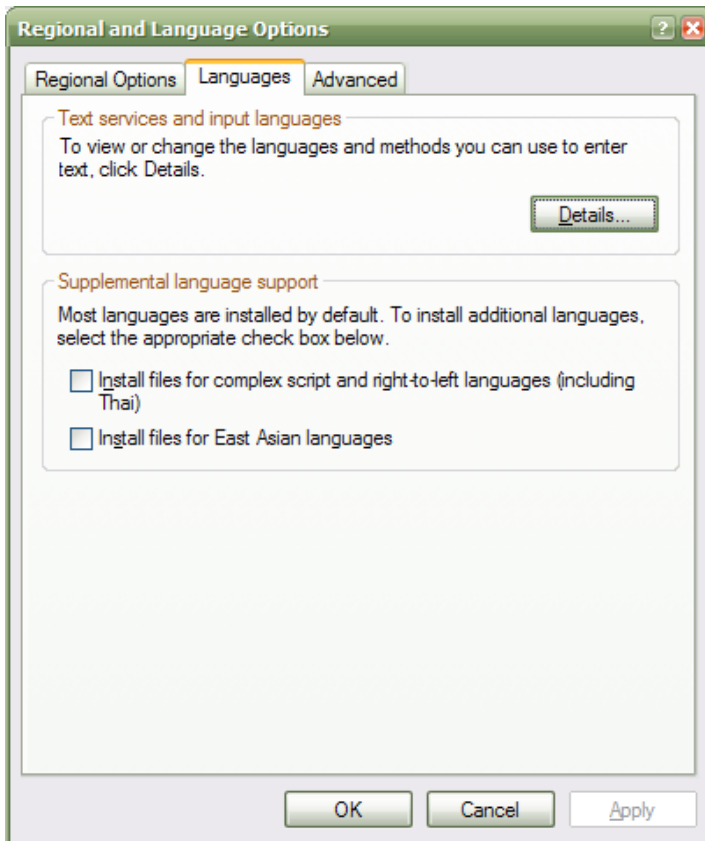 Regional and Language Options
Regional Options Languages Advanced
Text services and input languages
To view or change the languages and methods you can use to enter
text, click Details.
Details...
Supplemental language support
Most languages are installed by default. To install additional languages,
select the appropriate check box below.
Install files for complex script and right-to-left languages (including
Thai)
Install files for East Asian languages
OK Cancel Apply